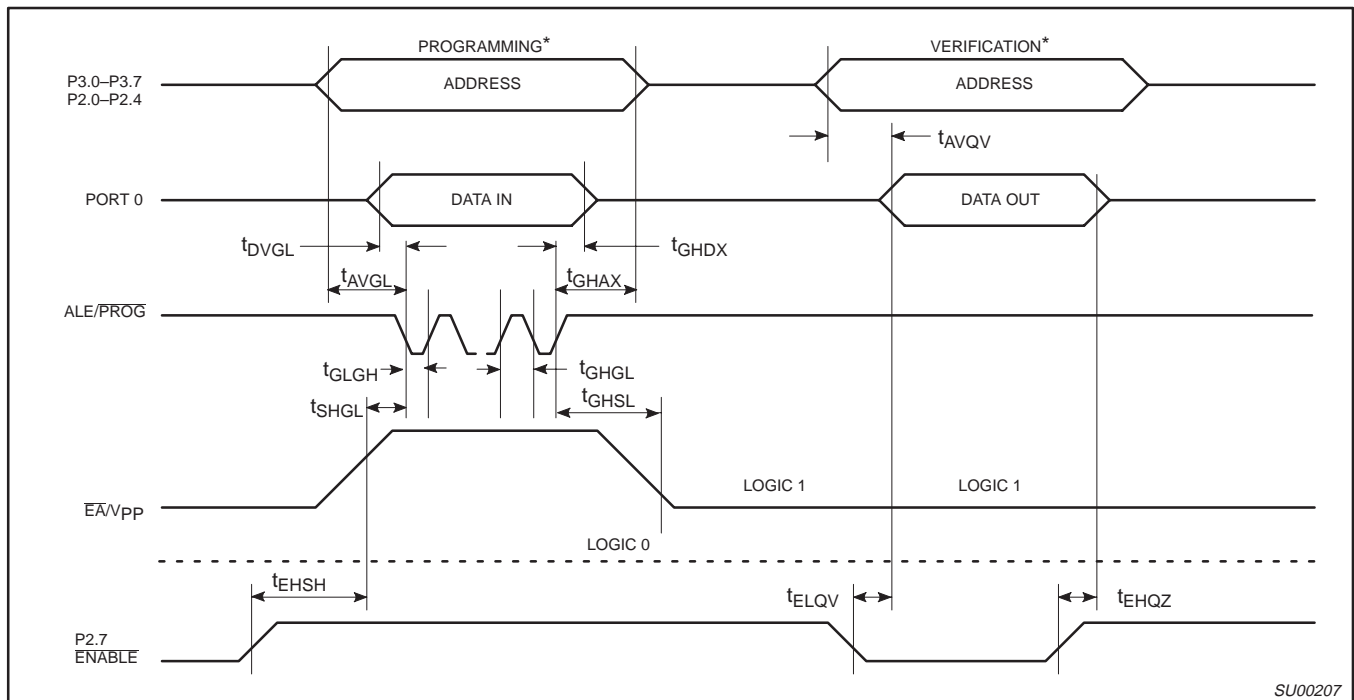 PROGRAMMING* VERIFICATION*
P3.0–P3.7
P2.0–P2.4
ADDRESS ADDRESS
tAVQV
PORT 0 DATA IN DATA OUT
tDVGL tGHDX
tAVGL tGHAX
ALE/PROG
tGLGH tGHGL
tSHGL tGHSL
LOGIC 1 LOGIC 1
EA/VPP
LOGIC 0
tEHSH tELQV tEHQZ
P2.7
ENABLE
SU00207